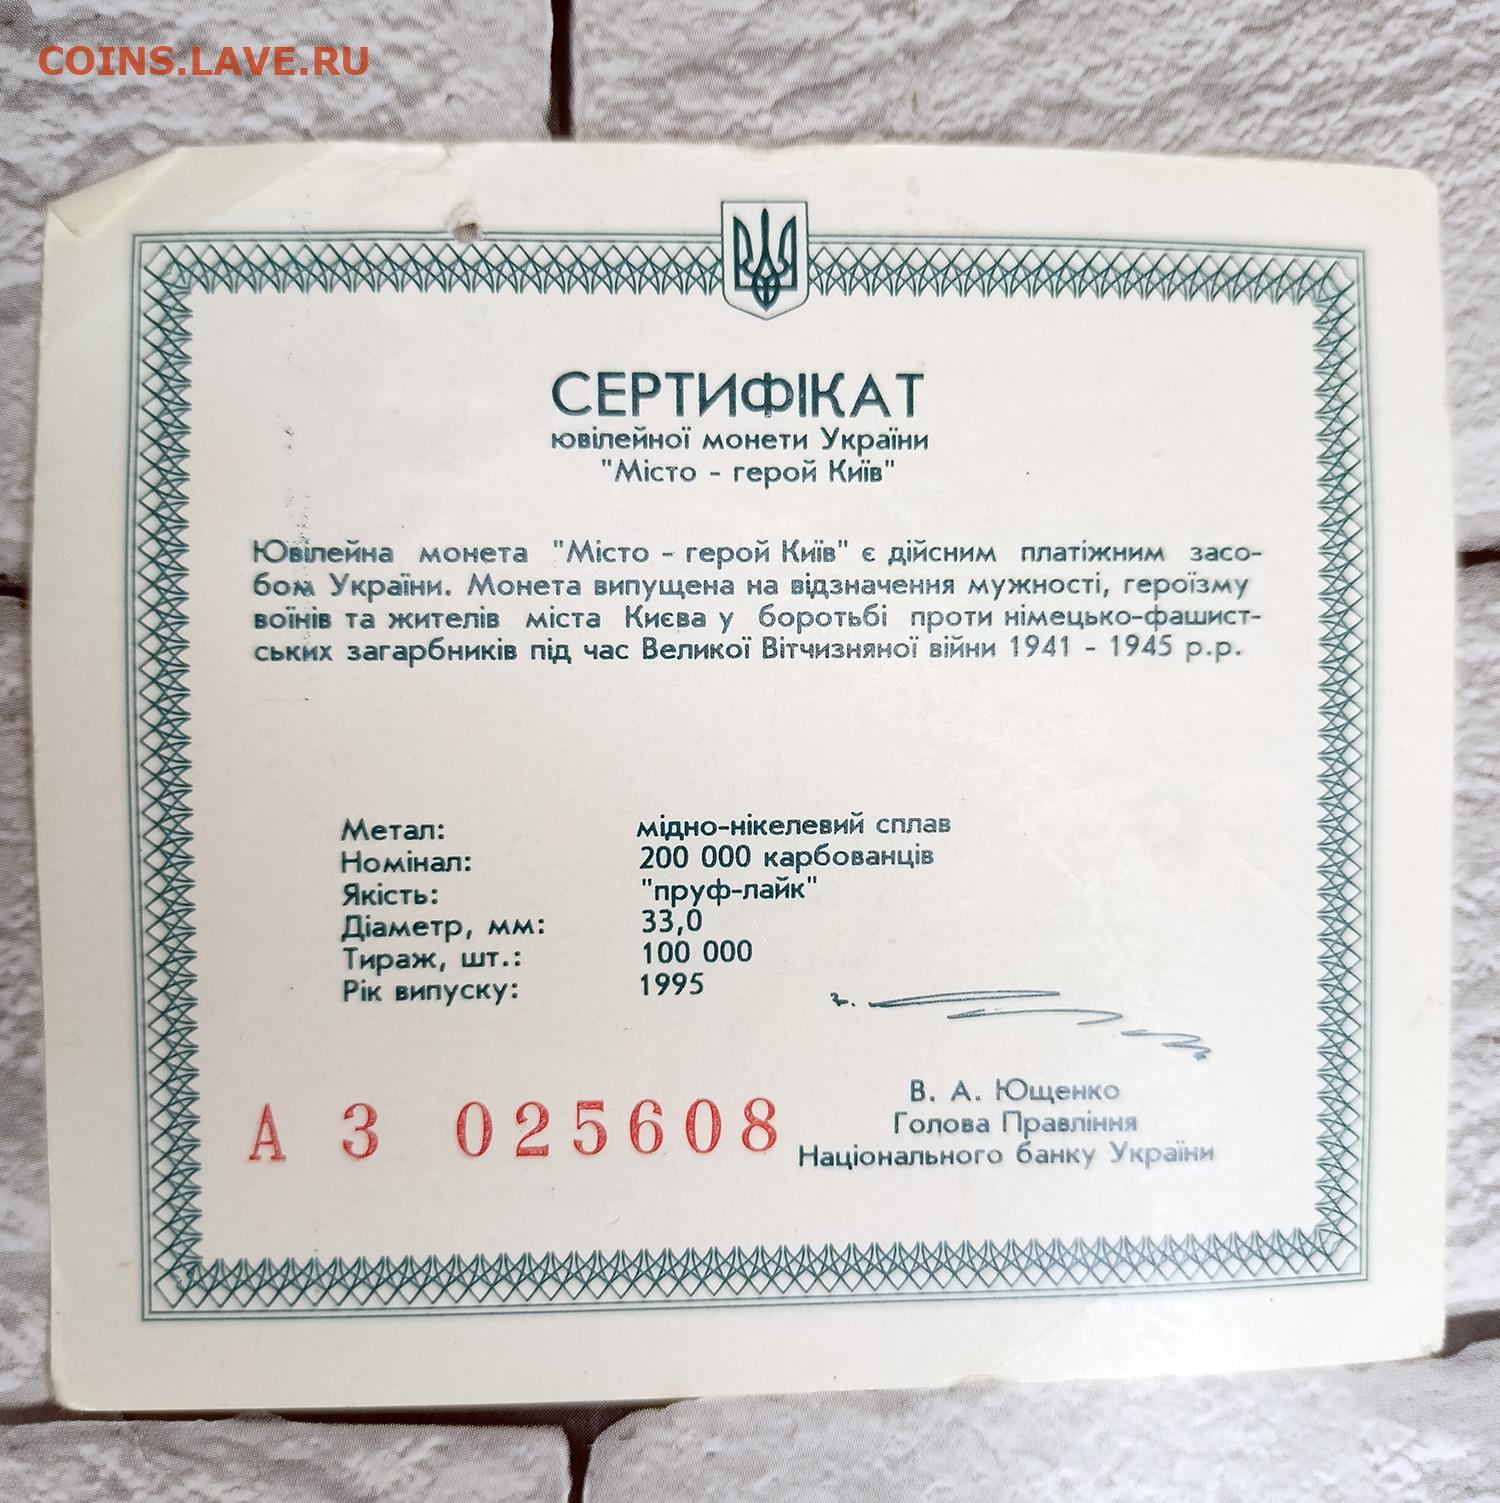 COINS.LAVE.RU
СЕРТИФІКАТ
ювілейної монети України
"Місто - герой Київ"
Ювілейна монета "Місто - герой Київ" є дійсним платіжним засо-
бом України. Монета випущена на відзначення мужності, героїзму
воїнів та жителів міста Києва у боротьбі проти німецько-фашист-
ських загарбників під час Великої Вітчизняної війни 1941 - 1945 р.р.
Метал: мідно-нікелевий сплав
Номінал: 200 000 карбованців
Якість: "пруф-лайк"
Діаметр, мм: 33,0
Тираж, шт.: 100 000
Рік випуску: 1995
А 3 025608
В. А. Ющенко
Голова Правління
Національного банку України